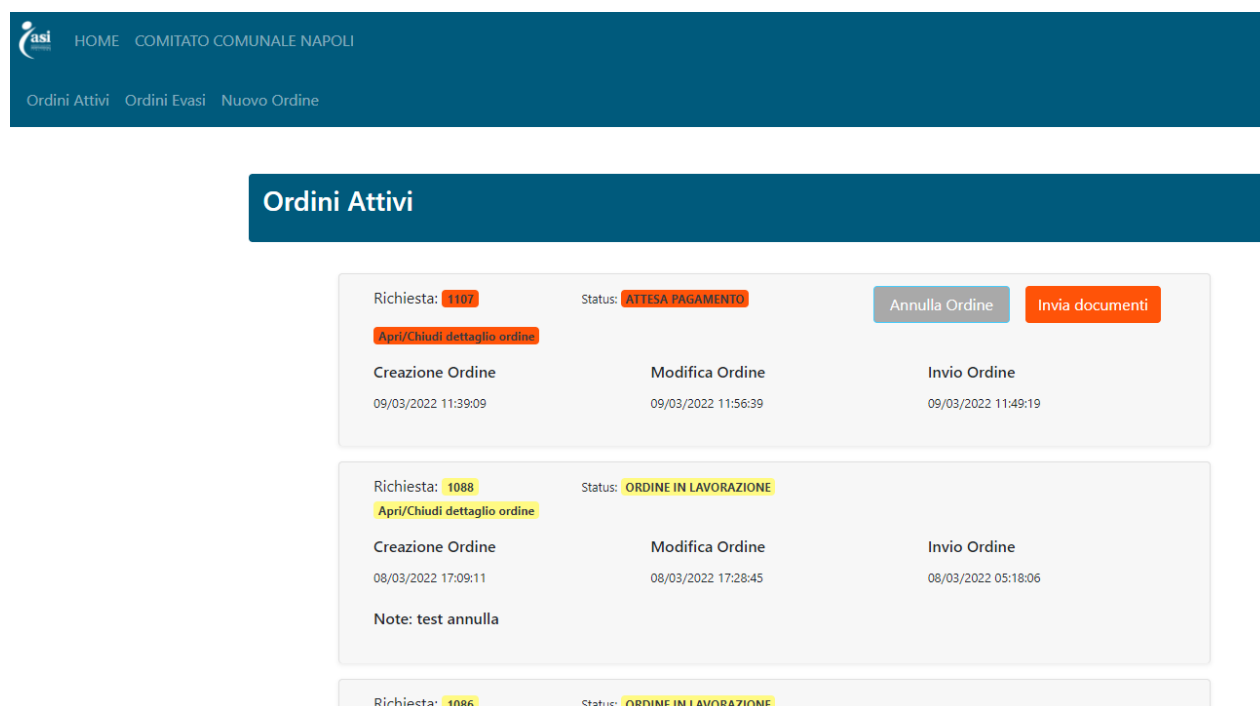 asi
HOME COMITATO COMUNALE NAPOLI
Ordini Attivi Ordini Evasi Nuovo Ordine
Ordini Attivi
Richiesta: 1107 Status: ATTESA PAGAMENTO Annulla Ordine Invia documenti
Apri/Chiudi dettaglio ordine
Creazione Ordine Modifica Ordine Invio Ordine
09/03/2022 11:39:09 09/03/2022 11:56:39 09/03/2022 11:49:19
Richiesta: 1088 Status: ORDINE IN LAVORAZIONE
Apri/Chiudi dettaglio ordine
Creazione Ordine Modifica Ordine Invio Ordine
08/03/2022 17:09:11 08/03/2022 17:28:45 08/03/2022 05:18:06
Note: test annulla
Richiesta: 1086 Status: ORDINE IN LAVORAZIONE